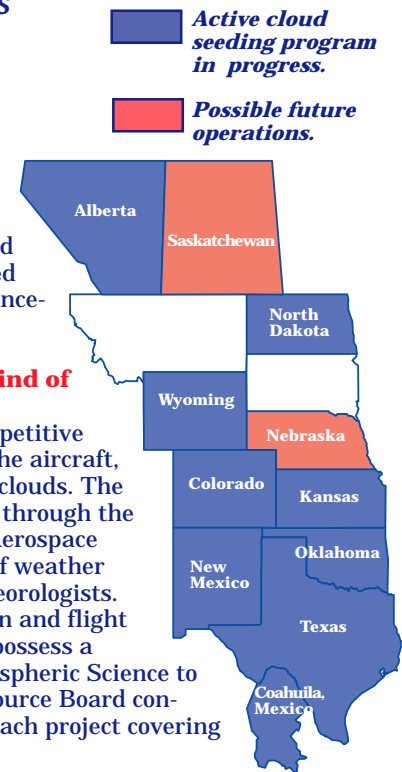 s
Active cloud
seeding program
in progress.
Possible future
operations.
Alberta
Saskatchewan
d
ed
nce-
North
Dakota
ind of
Wyoming
petitive
he aircraft,
clouds. The
through the
erospace
f weather
eorologists.
n and flight
possess a
spheric Science to
ource Board con-
ach project covering
Nebraska
Colorado
Kansas
Oklahoma
New
Mexico
Texas
Coahuila,
Mexico